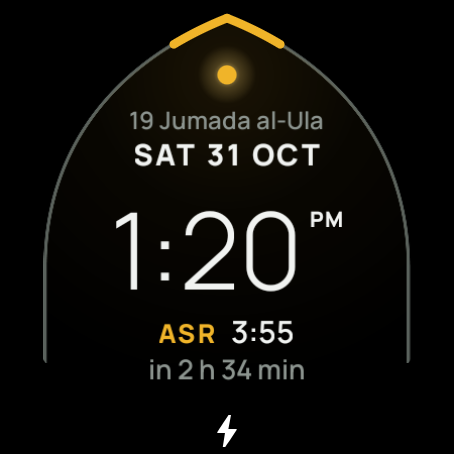 19 Jumada al-Ula
SAT 31 OCT
1:20 PM
ASR 3:55
in 2 h 34 min